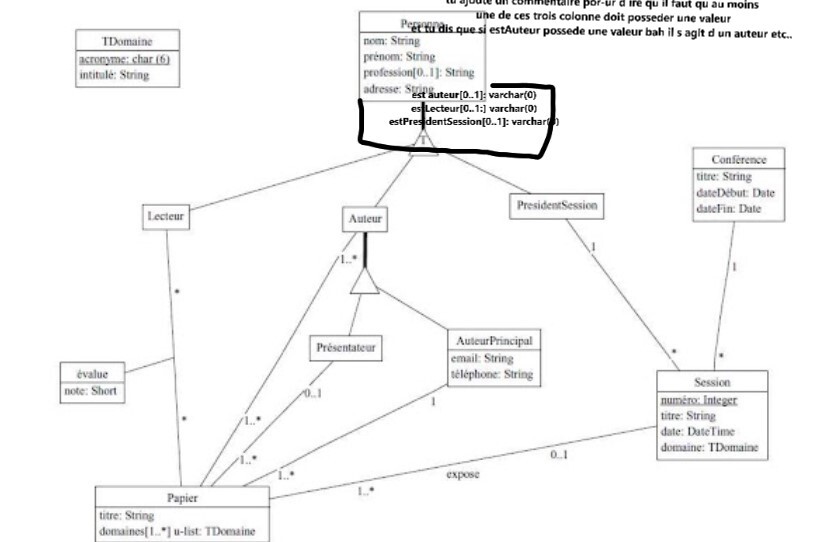 tu ajoute un commentaire por-ur d ire qu il faut qu au moins
une de ces trois colonne doit posseder une valeur
et tu dis que si estAuteur possede une valeur bah il s agit d un auteur etc..
Personne
nom: String
prénom: String
profession[0..1]: String
adresse: String
est auteur[0..1]: varchar(0)
estLecteur[0..1:] varchar(0)
estPresidentSession[0..1]: varchar(0)
TDomaine
acronyme: char (6)
intitulé: String
Conférence
titre: String
dateDébut: Date
dateFin: Date
Lecteur
Auteur
PresidentSession
1..*
1
1
*
*
*
Présentateur
AuteurPrincipal
email: String
téléphone: String
évalue
note: Short
Session
numéro: Integer
titre: String
date: DateTime
domaine: TDomaine
0..1
1
*
1..*
1..*
1..*
0..1
expose
1..*
Papier
titre: String
domaines[1..*] u-list: TDomaine